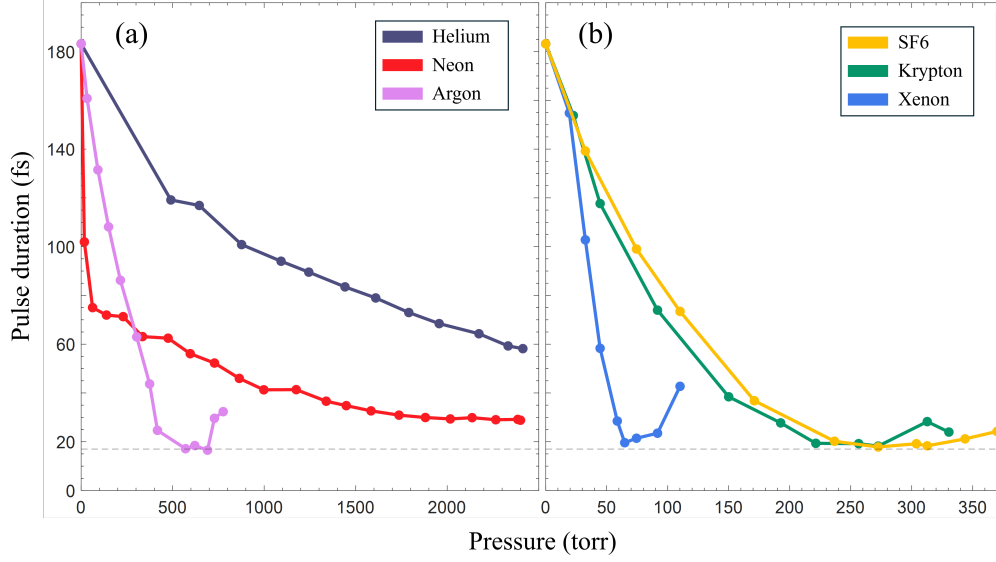 (a)
Helium
Neon
Argon
(b)
SF6
Krypton
Xenon
Pulse duration (fs)
180
140
100
60
20
0
0
500
1000
1500
2000
0
50
100
150
200
250
300
350
Pressure (torr)